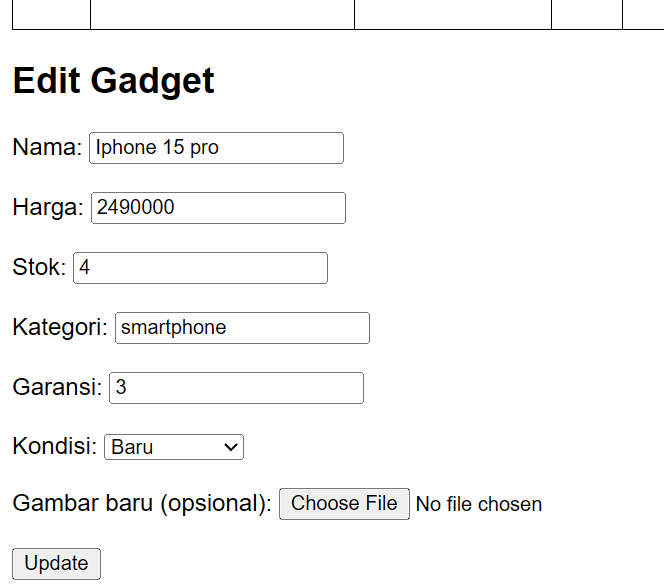 Edit Gadget
Nama: Iphone 15 pro
Harga: 2490000
Stok: 4
Kategori: smartphone
Garansi: 3
Kondisi: Baru
Gambar baru (opsional): Choose File No file chosen
Update